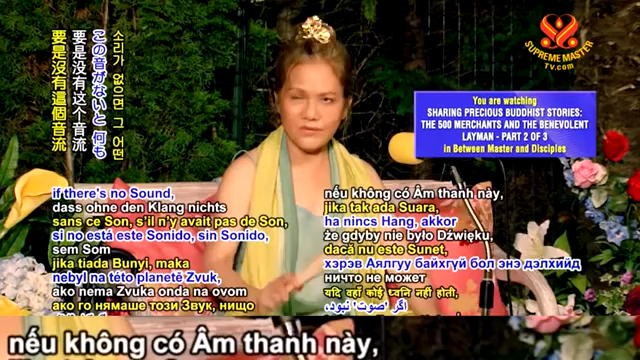 要是沒有這個音流
要是没有这个音流
この音がないと 何も
소리가 없으면 그 어떤
SUPREME MASTER
TV.com
You are watching
SHARING PRECIOUS BUDDHIST STORIES:
THE 500 MERCHANTS AND THE BENEVOLENT
LAYMAN - PART 2 OF 3
in Between Master and Disciples
if there's no Sound,
dass ohne den Klang nichts
sans ce Son, s'il n'y avait pas de Son,
si no está este Sonido, sin Sonido,
sem Som
jika tiada Bunyi, maka
nebyl na této planetě Zvuk,
ako nema Zvuka onda na ovom
ако го нямаше този Звук, нищо
nếu không có Âm thanh này,
jika tak ada Suara,
ha nincs Hang, akkor
że gdyby nie było Dźwięku,
dacă nu este Sunet,
хэрэв Аялгуу байхгүй бол энэ дэлхийд
ничто не может
यदि वहाँ कोई ध्वनि नहीं होती,
اگر 'صوت' نبود،
nếu không có Âm thanh này,